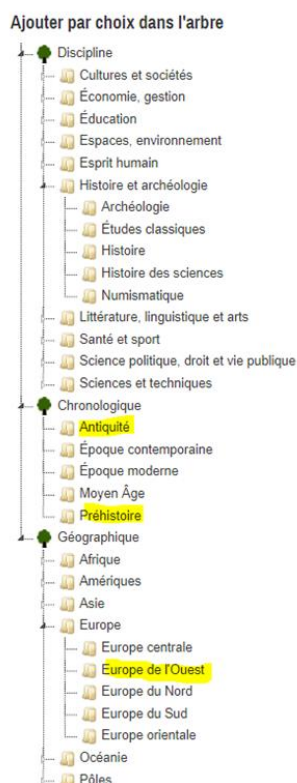 Ajouter par choix dans l'arbre
Discipline
Cultures et sociétés
Économie, gestion
Éducation
Espaces, environnement
Esprit humain
Histoire et archéologie
Archéologie
Études classiques
Histoire
Histoire des sciences
Numismatique
Littérature, linguistique et arts
Santé et sport
Science politique, droit et vie publique
Sciences et techniques
Chronologique
Antiquité
Époque contemporaine
Époque moderne
Moyen Âge
Préhistoire
Géographique
Afrique
Amériques
Asie
Europe
Europe centrale
Europe de l'Ouest
Europe du Nord
Europe du Sud
Europe orientale
Océanie
Pôles